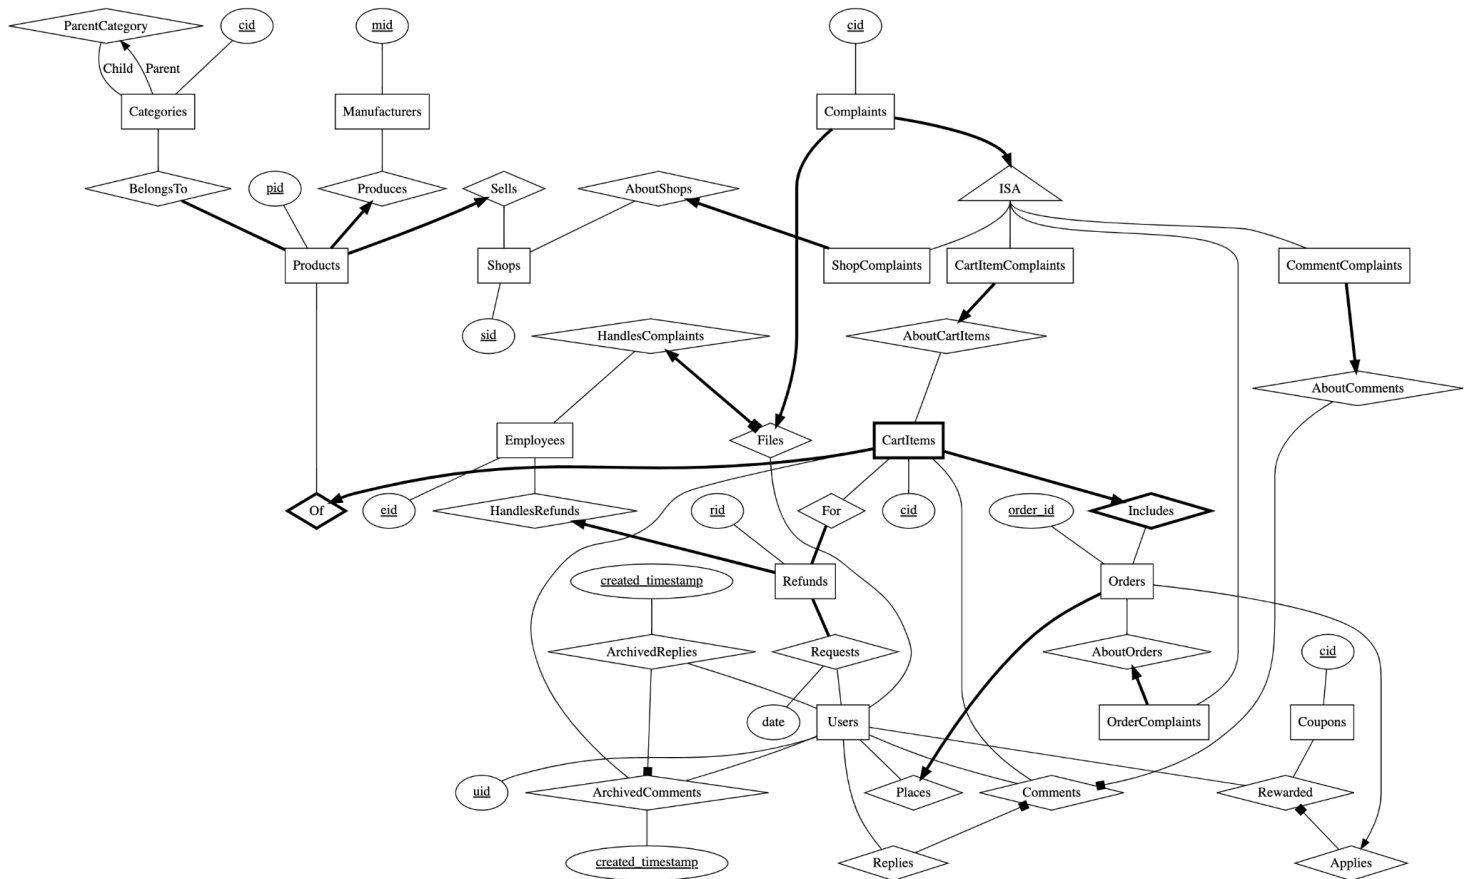 ParentCategory
cid
mid
cid
Child
Parent
Categories
Manufacturers
Complaints
BelongsTo
pid
Produces
Sells
AboutShops
ISA
Products
Shops
ShopComplaints
CartItemComplaints
CommentComplaints
sid
HandlesComplaints
AboutCartItems
AboutComments
Employees
Files
CartItems
Of
eid
HandlesRefunds
rid
For
cid
order_id
Includes
created_timestamp
Refunds
Orders
ArchivedReplies
Requests
AboutOrders
cid
date
Users
OrderComplaints
Coupons
uid
ArchivedComments
Places
Comments
Rewarded
created_timestamp
Replies
Applies